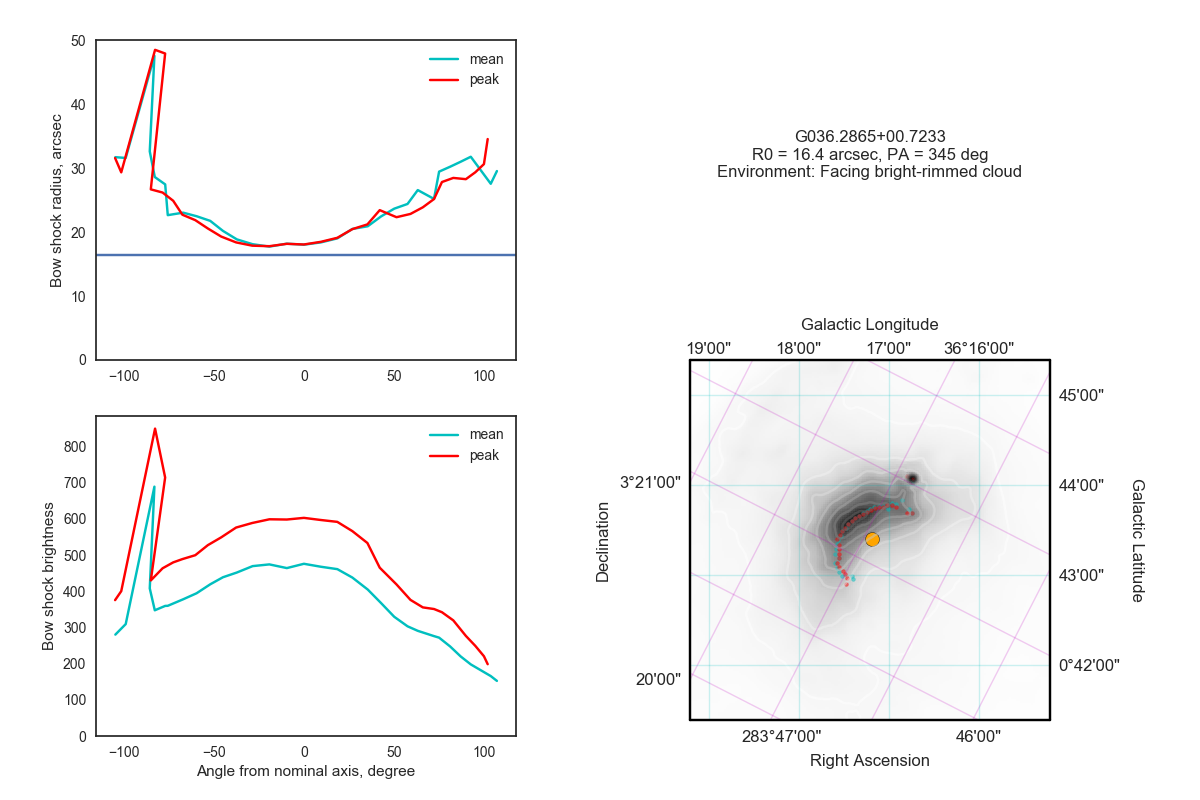 50
40
30
20
10
0
Bow shock radius, arcsec
mean
peak
−100
−50
0
50
100
800
700
600
500
400
300
200
100
0
Bow shock brightness
mean
peak
−100
−50
0
50
100
Angle from nominal axis, degree
G036.2865+00.7233
R0 = 16.4 arcsec, PA = 345 deg
Environment: Facing bright-rimmed cloud
Galactic Longitude
19'00"
18'00"
17'00"
36°16'00"
45'00"
44'00"
43'00"
0°42'00"
Galactic Latitude
3°21'00"
20'00"
Declination
283°47'00"
46'00"
Right Ascension